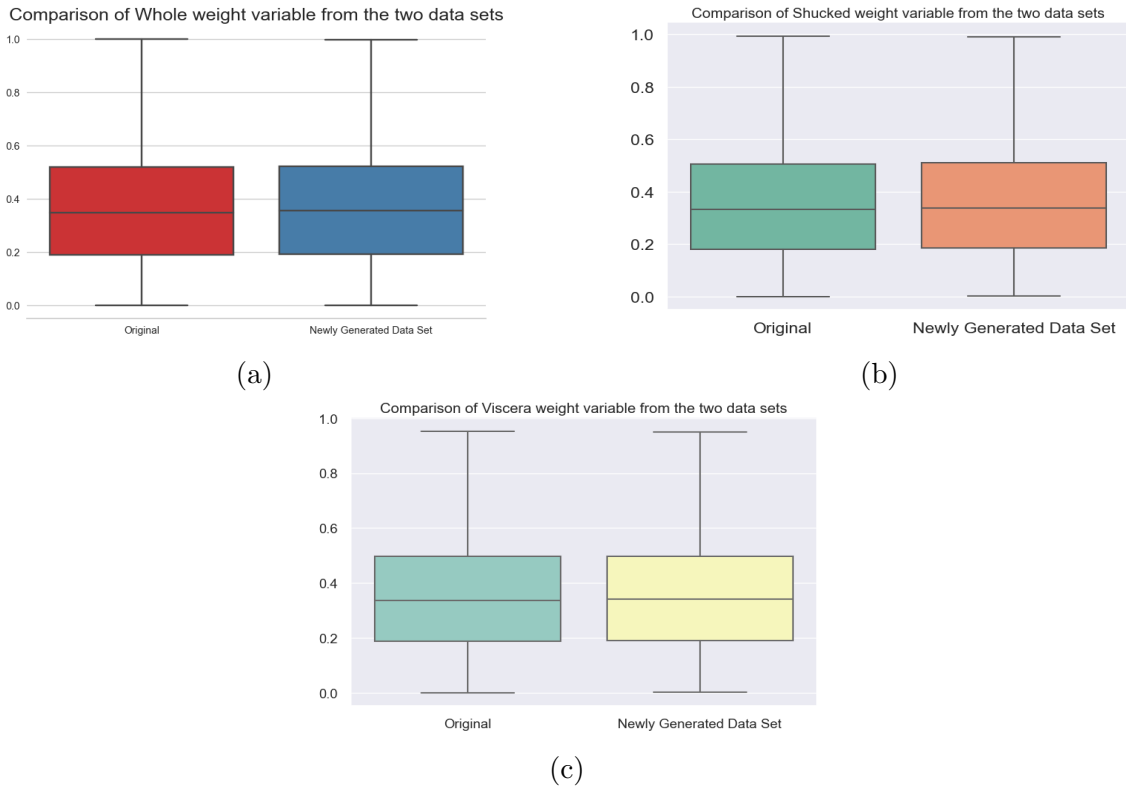 Comparison of Whole weight variable from the two data sets
1.0
0.8
0.6
0.4
0.2
0.0
Original Newly Generated Data Set
(a)
Comparison of Shucked weight variable from the two data sets
1.0
0.8
0.6
0.4
0.2
0.0
Original Newly Generated Data Set
(b)
Comparison of Viscera weight variable from the two data sets
1.0
0.8
0.6
0.4
0.2
0.0
Original Newly Generated Data Set
(c)